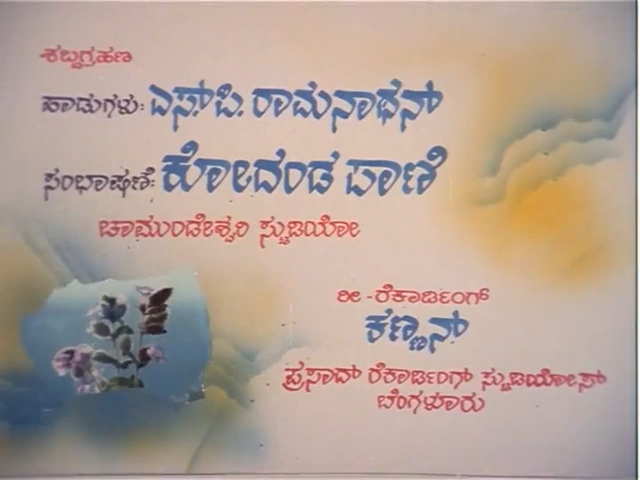 ಶಬ್ದಗ್ರಹಣ
ಹಾಡುಗಳು: ಎಸ್.ಪಿ. ರಾಮನಾಥನ್
ಸಂಭಾಷಣೆ: ಕೋದಂಡ ಪಾಣಿ
ಚಾಮುಂಡೇಶ್ವರಿ ಸ್ಟುಡಿಯೋ
ರೀ-ರೆಕಾರ್ಡಿಂಗ್
ಕಣ್ಣನ್
ಪ್ರಸಾದ್ ರೆಕಾರ್ಡಿಂಗ್ ಸ್ಟುಡಿಯೋಸ್
ಬೆಂಗಳೂರು